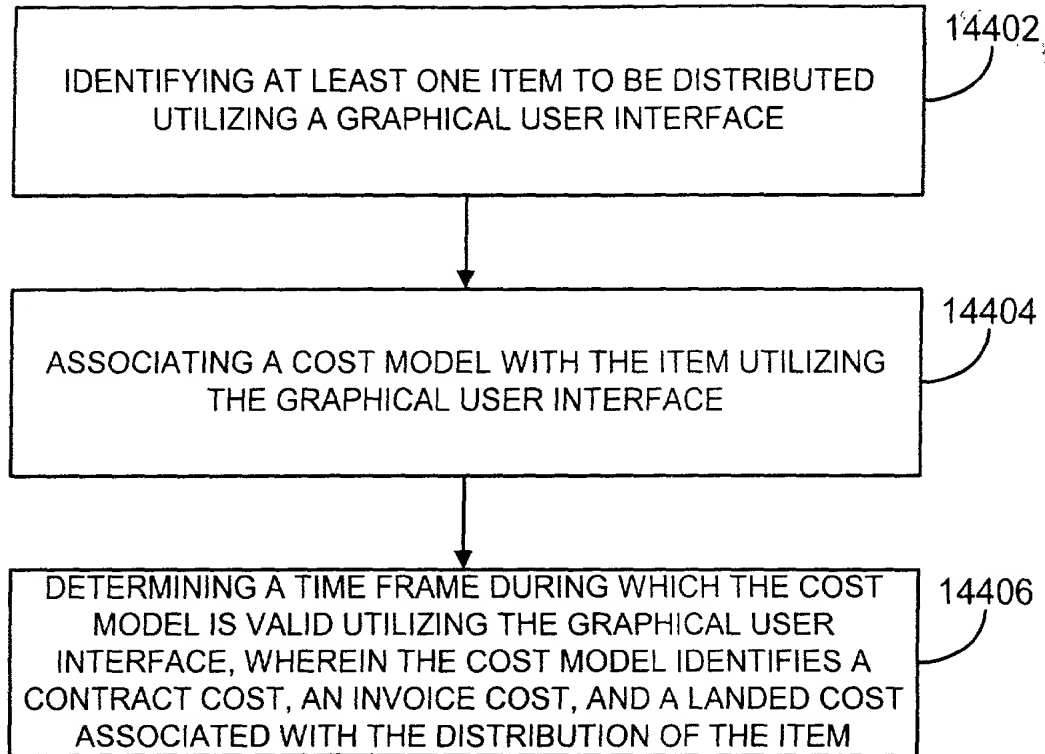 14402
IDENTIFYING AT LEAST ONE ITEM TO BE DISTRIBUTED
UTILIZING A GRAPHICAL USER INTERFACE
14404
ASSOCIATING A COST MODEL WITH THE ITEM UTILIZING
THE GRAPHICAL USER INTERFACE
14406
DETERMINING A TIME FRAME DURING WHICH THE COST
MODEL IS VALID UTILIZING THE GRAPHICAL USER
INTERFACE, WHEREIN THE COST MODEL IDENTIFIES A
CONTRACT COST, AN INVOICE COST, AND A LANDED COST
ASSOCIATED WITH THE DISTRIBUTION OF THE ITEM